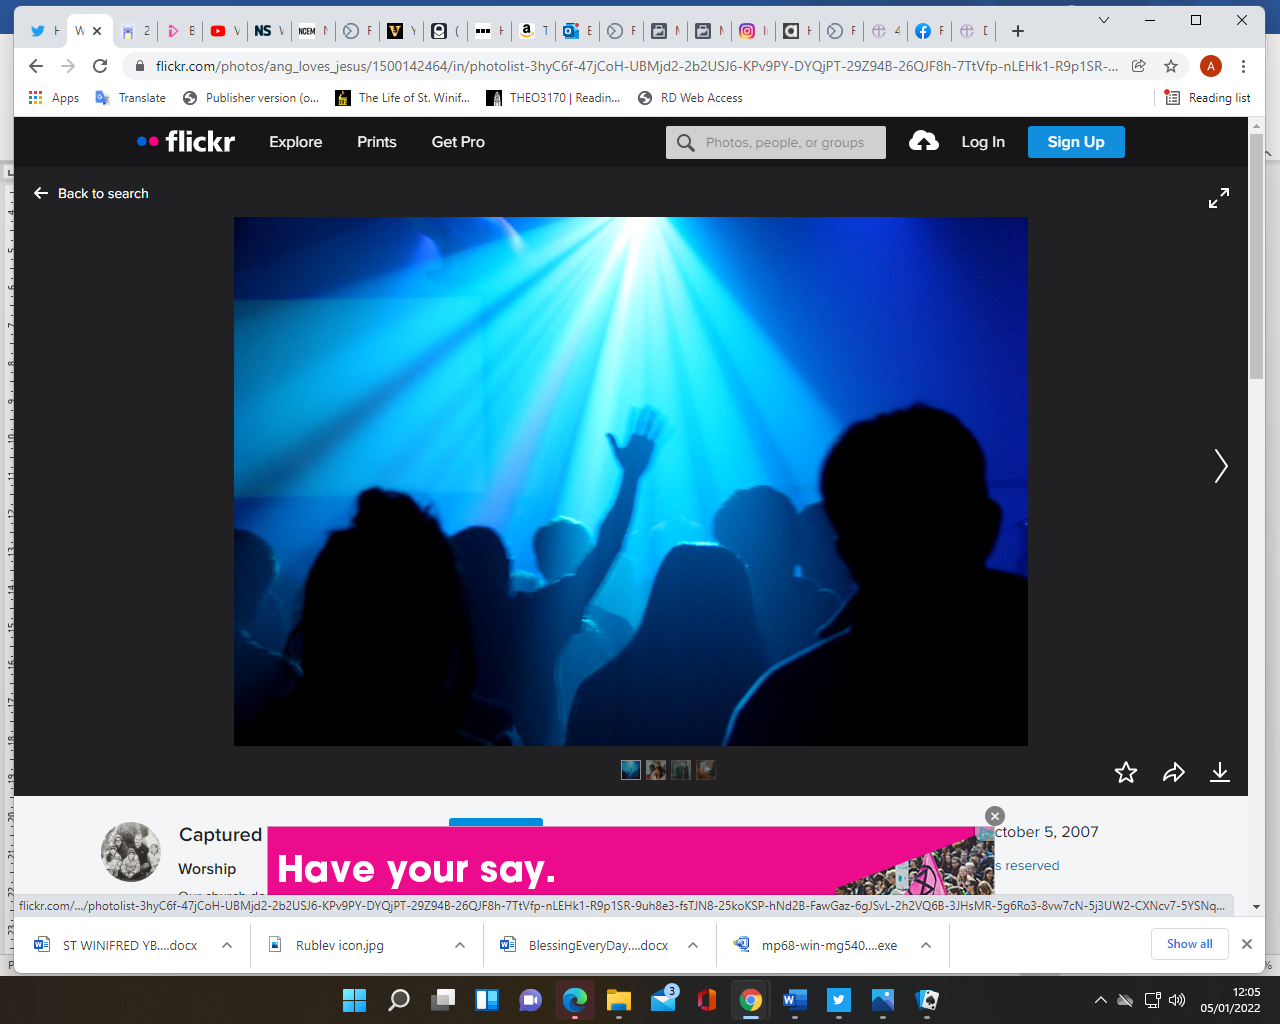 flickr.com/photos/ang_loves_jesus/1500142464/in/photolist-3hyC6f-47jCoH-UBMjd2-2b2USJ6-KPv9PY-DYQjPT-29Z94B-26QJF8h-7TtVfp-nLEHk1-R9p1SR-...
Apps
Translate
Publisher version (o...
The Life of St. Winif...
THEO3170 | Readin...
RD Web Access
Reading list
flickr
Explore
Prints
Get Pro
Photos, people, or groups
Log In
Sign Up
Back to search
Captured
Worship
Have your say.
ctober 5, 2007
s reserved
flickr.com/.../photolist-3hyC6f-47jCoH-UBMjd2-2b2USJ6-KPv9PY-DYQjPT-29Z94B-26QJF8h-7TtVfp-nLEHk1-R9p1SR-9uh8e3-fsTJN8-25koKSP-hNd2B-FawGaz-6gJSvL-2h2VQ6B-3JHsMR-5g6Ro3-8vw7cN-5j3UW2-CXNcv7-5YSNq...
ST WINIFRED YB....docx
Rublev icon.jpg
BlessingEveryDay....docx
mp68-win-mg540....exe
Show all
3
12:05
05/01/2022